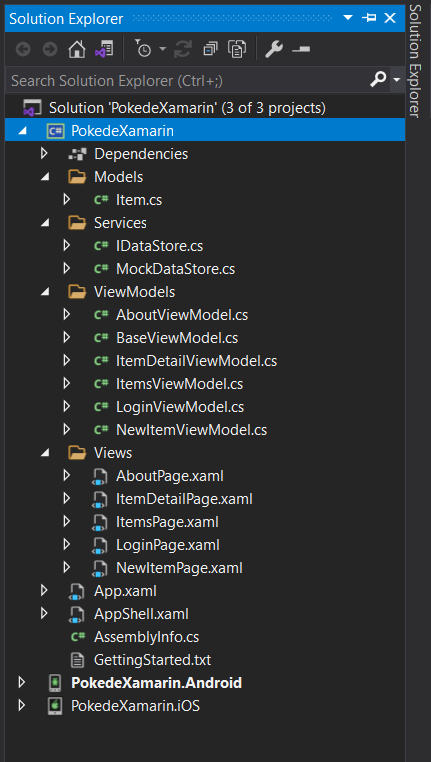 Solution Explorer
Search Solution Explorer (Ctrl+;)
Solution 'PokedeXamarin' (3 of 3 projects)
C# PokedeXamarin
Dependencies
Models
C# Item.cs
Services
C# IDataStore.cs
C# MockDataStore.cs
ViewModels
C# AboutViewModel.cs
C# BaseViewModel.cs
C# ItemDetailViewModel.cs
C# ItemsViewModel.cs
C# LoginViewModel.cs
C# NewItemViewModel.cs
Views
AboutPage.xaml
ItemDetailPage.xaml
ItemsPage.xaml
LoginPage.xaml
NewItemPage.xaml
App.xaml
AppShell.xaml
C# AssemblyInfo.cs
GettingStarted.txt
PokedeXamarin.Android
PokedeXamarin.iOS
Solution Explorer